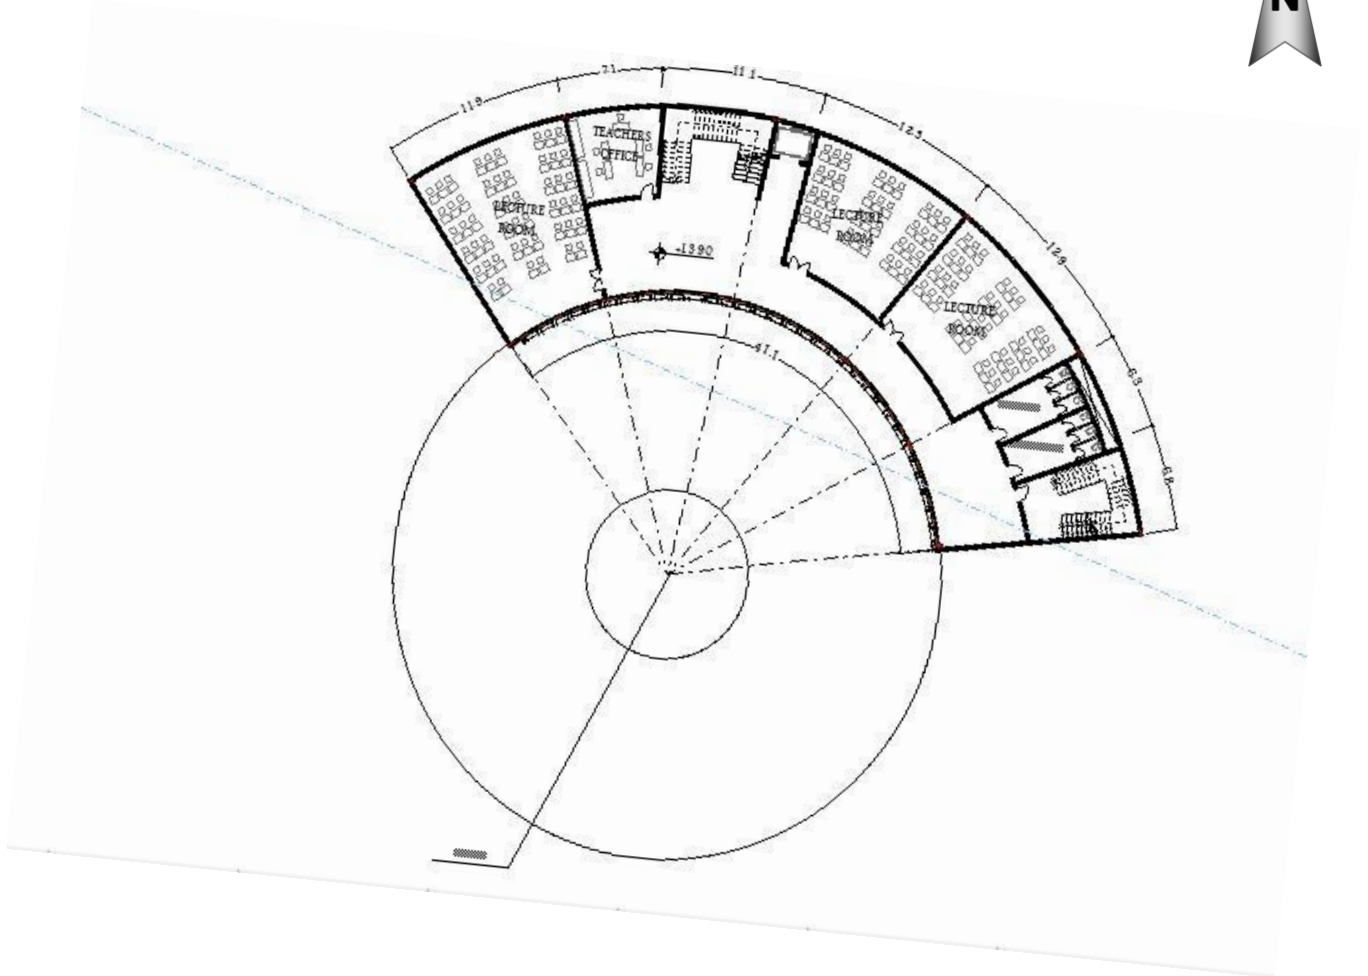 N
11.9
7.1
11.1
12.5
12.9
6.3
6.8
TEACHERS
OFFICE
LECTURE
ROOM
LECTURE
ROOM
LECTURE
ROOM
-13.90
47.1